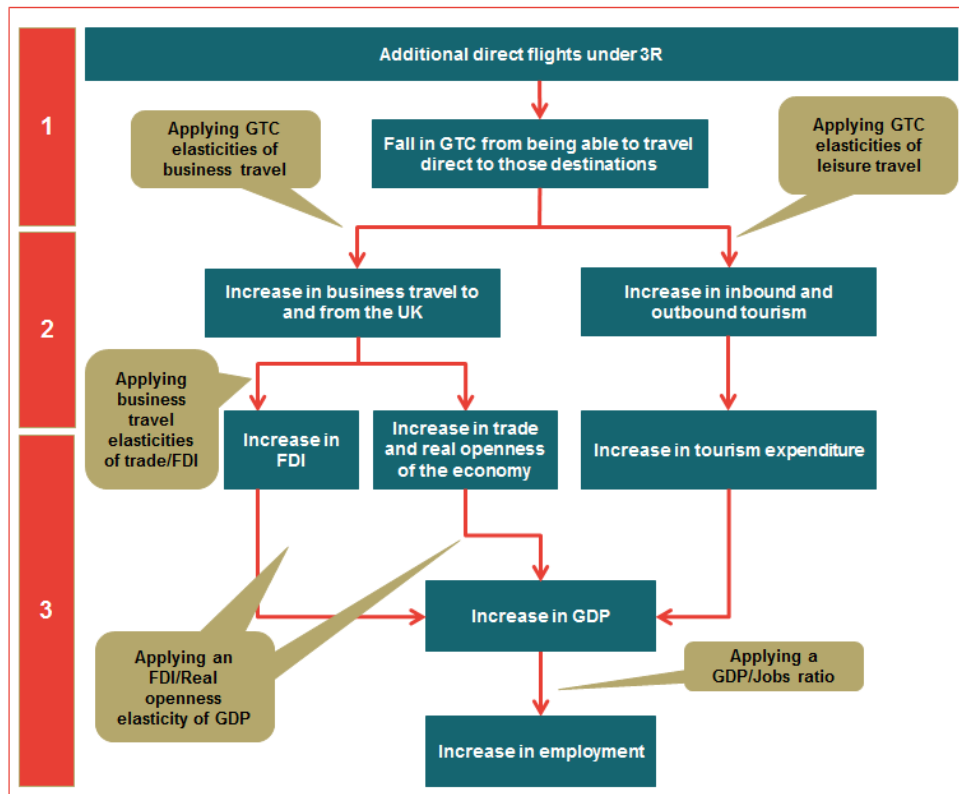 Additional direct flights under 3R
1
Applying GTC
elasticities of
business travel
Fall in GTC from being able to travel
direct to those destinations
Applying GTC
elasticities of
leisure travel
2
Increase in business travel to
and from the UK
Increase in inbound and
outbound tourism
Applying
business
travel
elasticities
of trade/FDI
Increase in
FDI
Increase in trade
and real openness
of the economy
Increase in tourism expenditure
3
Increase in GDP
Applying an
FDI/Real
openness
elasticity of GDP
Applying a
GDP/Jobs ratio
Increase in employment